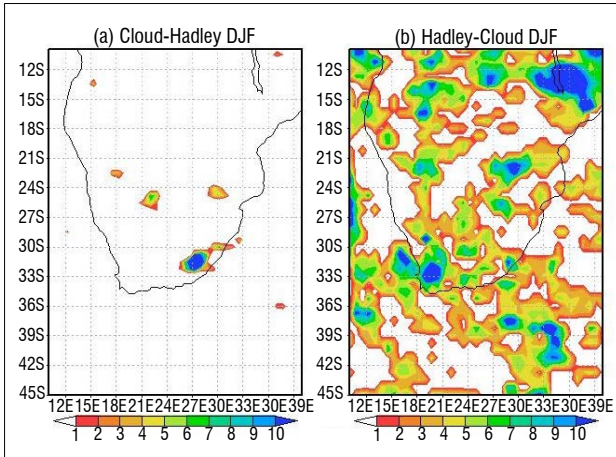 (a) Cloud-Hadley DJF
(b) Hadley-Cloud DJF
12S
15S
18S
21S
24S
27S
30S
33S
36S
39S
42S
45S
12E15E18E21E24E27E30E33E36E39E
1 2 3 4 5 6 7 8 9 10
12S
15S
18S
21S
24S
27S
30S
33S
36S
39S
42S
45S
12E15E18E21E24E27E30E33E36E39E
1 2 3 4 5 6 7 8 9 10